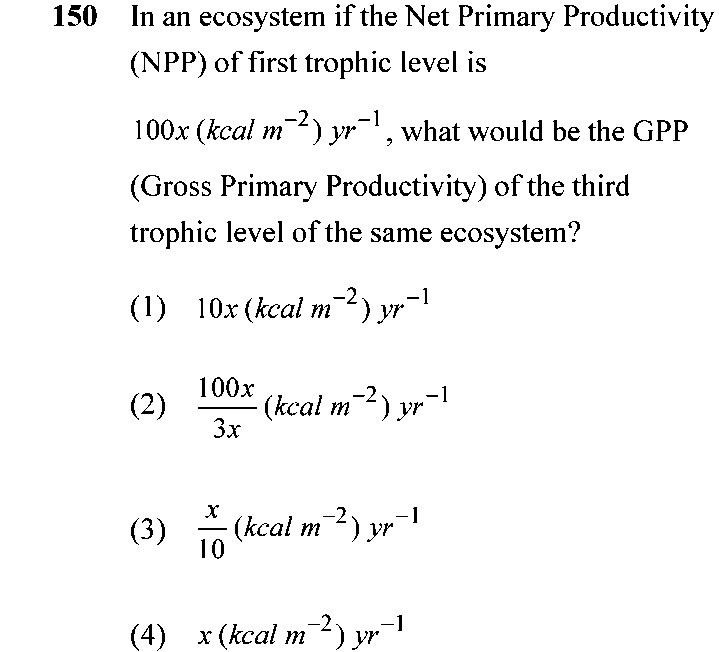 150 In an ecosystem if the Net Primary Productivity
(NPP) of first trophic level is
100x (kcal m⁻²) yr⁻¹, what would be the GPP
(Gross Primary Productivity) of the third
trophic level of the same ecosystem?
(1) 10x (kcal m⁻²) yr⁻¹
(2) 100x/3x (kcal m⁻²) yr⁻¹
(3) x/10 (kcal m⁻²) yr⁻¹
(4) x (kcal m⁻²) yr⁻¹